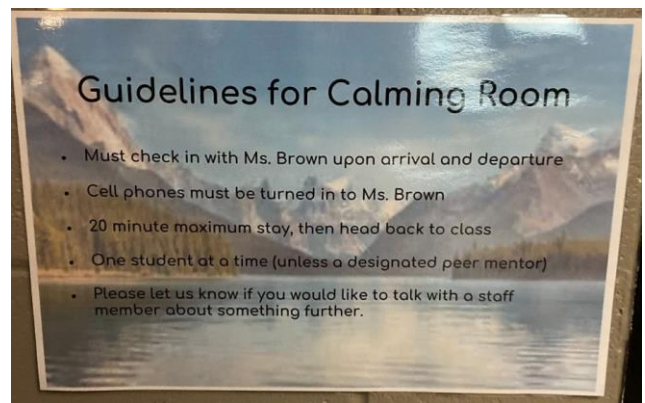 Guidelines for Calming Room
• Must check in with Ms. Brown upon arrival and departure
• Cell phones must be turned in to Ms. Brown
• 20 minute maximum stay, then head back to class
• One student at a time (unless a designated peer mentor)
• Please let us know if you would like to talk with a staff
member about something further.